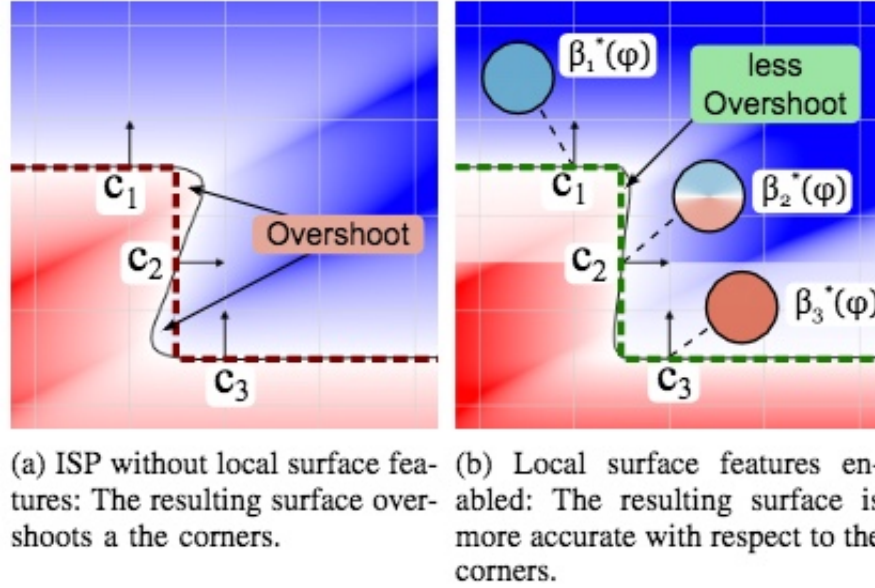 c₁
c₂
c₃
Overshoot
β₁*(φ)
less
Overshoot
β₂*(φ)
β₃*(φ)
c₁
c₂
c₃
(a) ISP without local surface fea-
tures: The resulting surface over-
shoots a the corners.
(b) Local surface features en-
abled: The resulting surface is
more accurate with respect to the
corners.